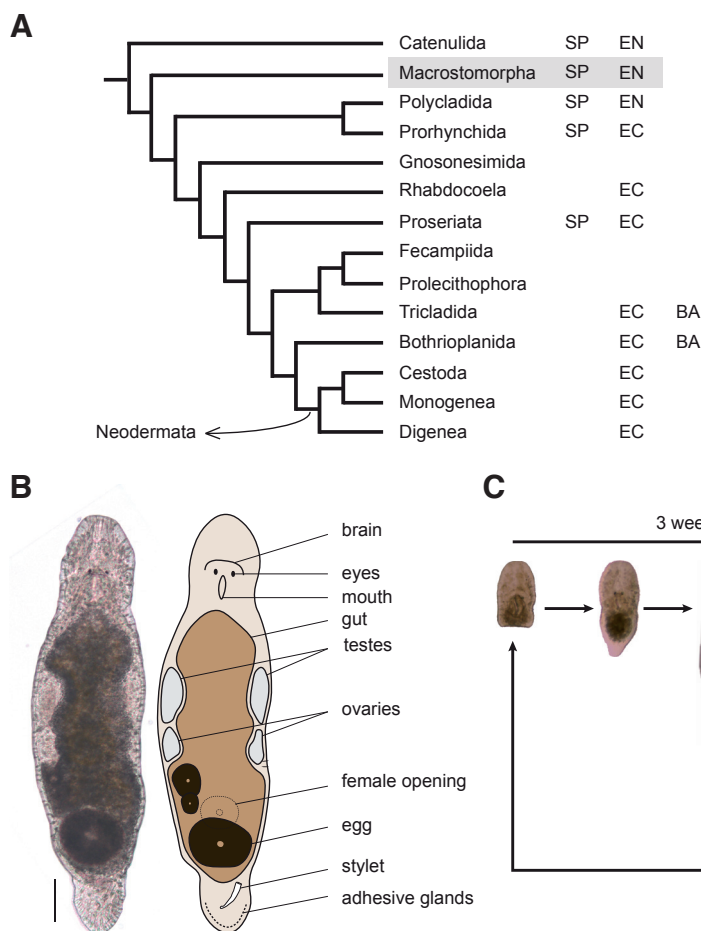 A
Catenulida SP EN
Macrostomorpha SP EN
Polycladida SP EN
Prorhynchida SP EC
Gnosonesimida
Rhabdocoela EC
Proseriata SP EC
Fecampiida
Prolecithophora
Tricladida EC BA
Bothrioplanida EC BA
Cestoda EC
Monogenea EC
Digenea EC
Neodermata
B
brain
eyes
mouth
gut
testes
ovaries
female opening
egg
stylet
adhesive glands
C
3 wee